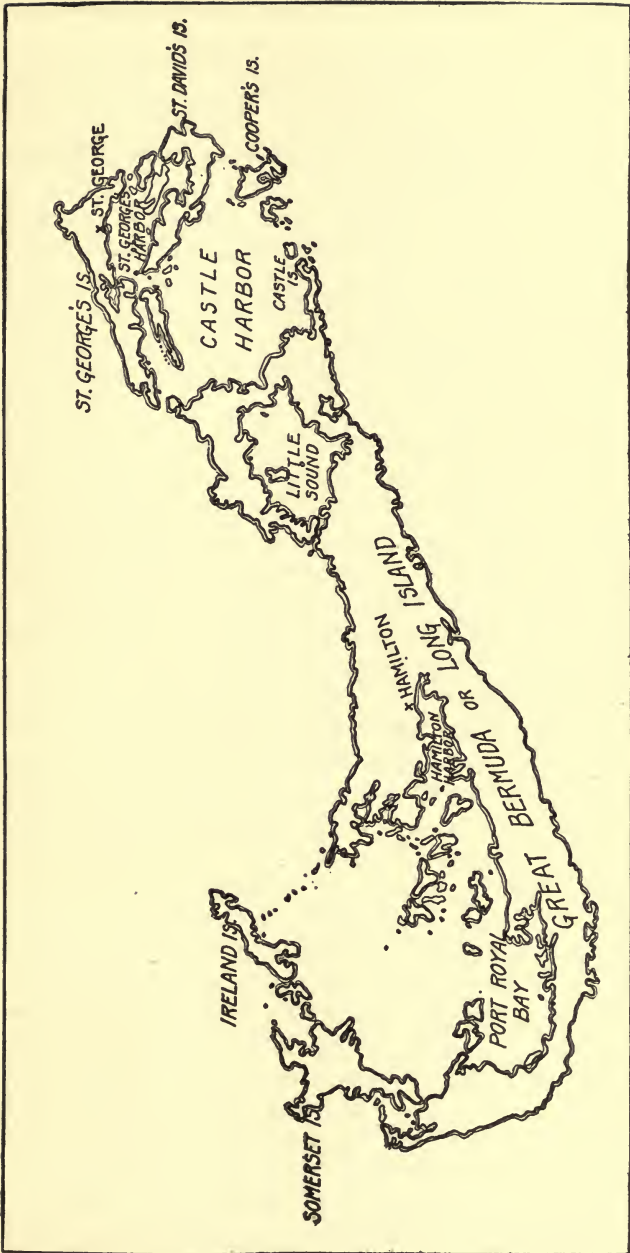 ST. GEORGE'S IS.
ST. GEORGE
ST. GEORGES
HARBOR
ST. DAVID'S IS.
COOPER'S IS.
CASTLE
HARBOR
CASTLE
IS.
LITTLE
SOUND
HAMILTON
HAMILTON
HARBOR
GREAT BERMUDA OR LONG ISLAND
IRELAND IS.
SOMERSET IS.
PORT ROYAL
BAY